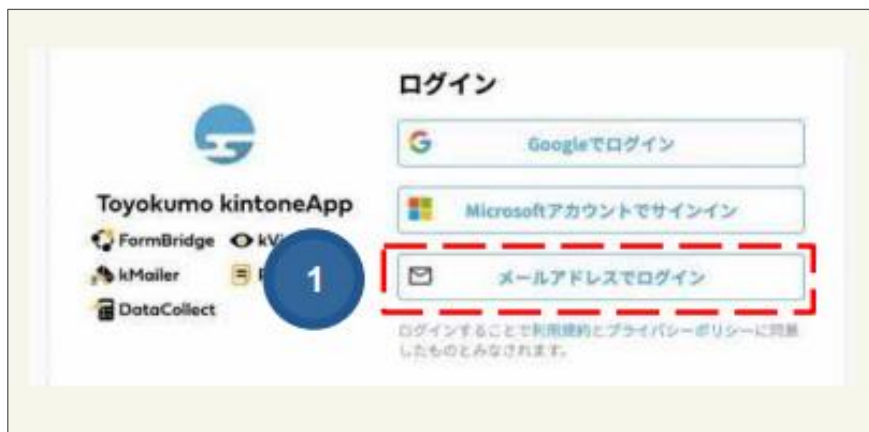 ログイン
Googleでログイン
Toyokumo kintoneApp
Microsoftアカウントでサインイン
FormBridge
kMailer
1
メールアドレスでログイン
DataCollect
ログインすることで利用規約とプライバシーポリシーに同意
したものとみなされます。